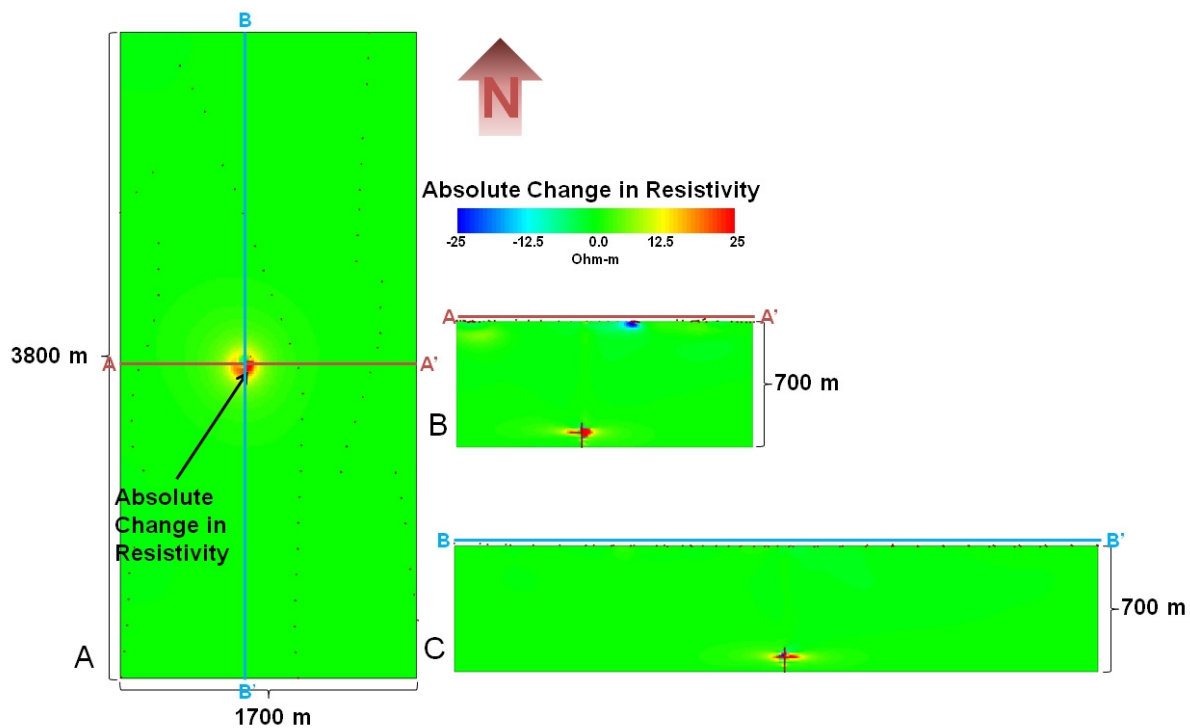 B
N
Absolute Change in Resistivity
-25 -12.5 0.0 12.5 25
Ohm-m
3800 m
A A'
Absolute
Change in
Resistivity
A
B'
1700 m
A A'
B
700 m
B B'
C
700 m